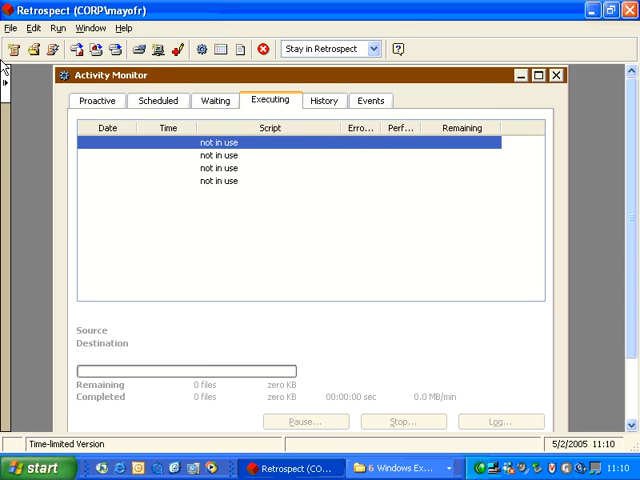 Retrospect (CORP\mayofr)
File Edit Run Window Help
Stay in Retrospect
Activity Monitor
Proactive Scheduled Waiting Executing History Events
Date Time Script Erro... Perf... Remaining
not in use
not in use
not in use
not in use
Source
Destination
Remaining 0 files zero KB
Completed 0 files zero KB 00:00:00 sec 0.0 MB/min
Pause... Stop... Log...
Time-limited Version 5/2/2005 11:10
start Retrospect (CO... 6 Windows Ex... 11:10